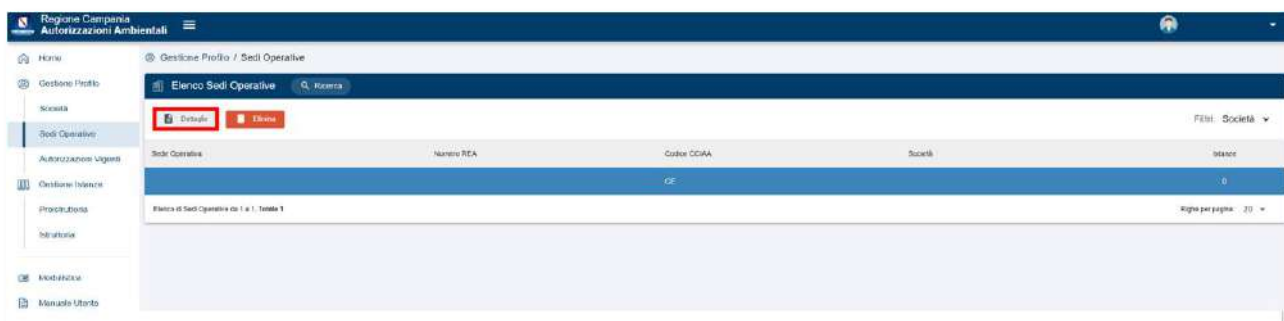 Regione Campania
Autorizzazioni Ambientali
Home
Gestione Profilo / Sedi Operative
Gestione Profilo
Elenco Sedi Operative
Ricerca
Società
Dettaglio
Elimina
Filtri: Società
Sedi Operative
Autorizzazioni Vigenti
Sede Operativa
Numero REA
Codice CCIAA
Società
Istanze
Gestione Istanze
CE
0
Preistruttoria
Elenco di Sedi Operative da 1 a 1. Totale 1
Righe per pagina: 20
Istruttoria
Modulistica
Manuale Utente